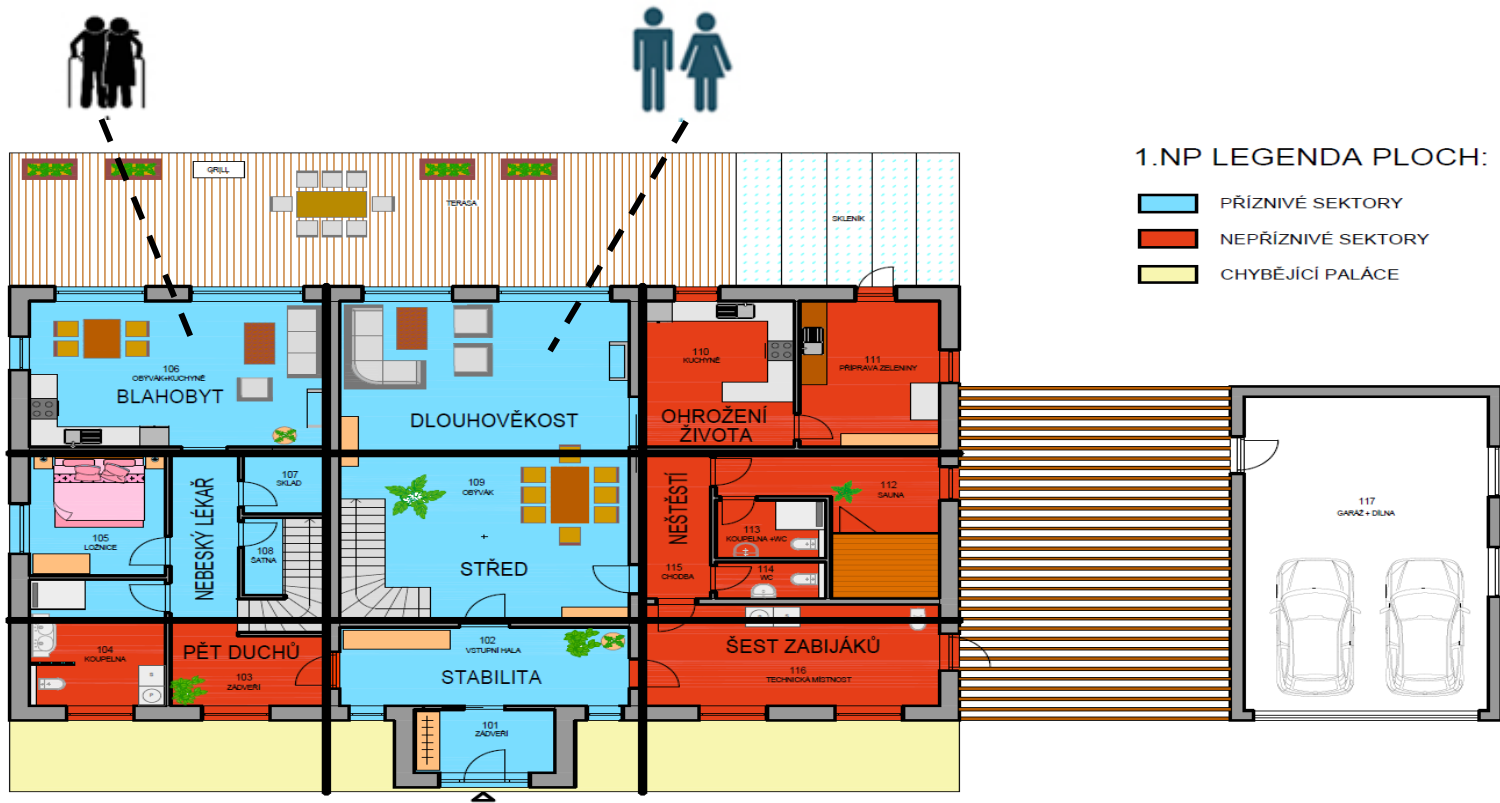 1.NP LEGENDA PLOCH:
PŘÍZNIVÉ SEKTORY
NEPŘÍZNIVÉ SEKTORY
CHYBĚJÍCÍ PALÁCE
GRILL
TERASA
SKLENÍK
106
OBÝVÁK+KUCHYNĚ
BLAHOBYT
DLOUHOVĚKOST
110
KUCHYNĚ
OHROŽENÍ
ŽIVOTA
111
PŘÍPRAVA ZELENINY
105
LOŽNICE
NEBESKÝ LÉKAŘ
107
SKLAD
108
ŠATNA
109
OBÝVÁK
STŘED
NEŠTĚSTÍ
112
SAUNA
113
KOUPELNA +WC
114
WC
115
CHODBA
117
GARÁŽ + DÍLNA
104
KOUPELNA
PĚT DUCHŮ
103
ZÁDVEŘÍ
102
VSTUPNÍ HALA
STABILITA
ŠEST ZABIJÁKŮ
116
TECHNICKÁ MÍSTNOST
101
ZÁDVEŘÍ